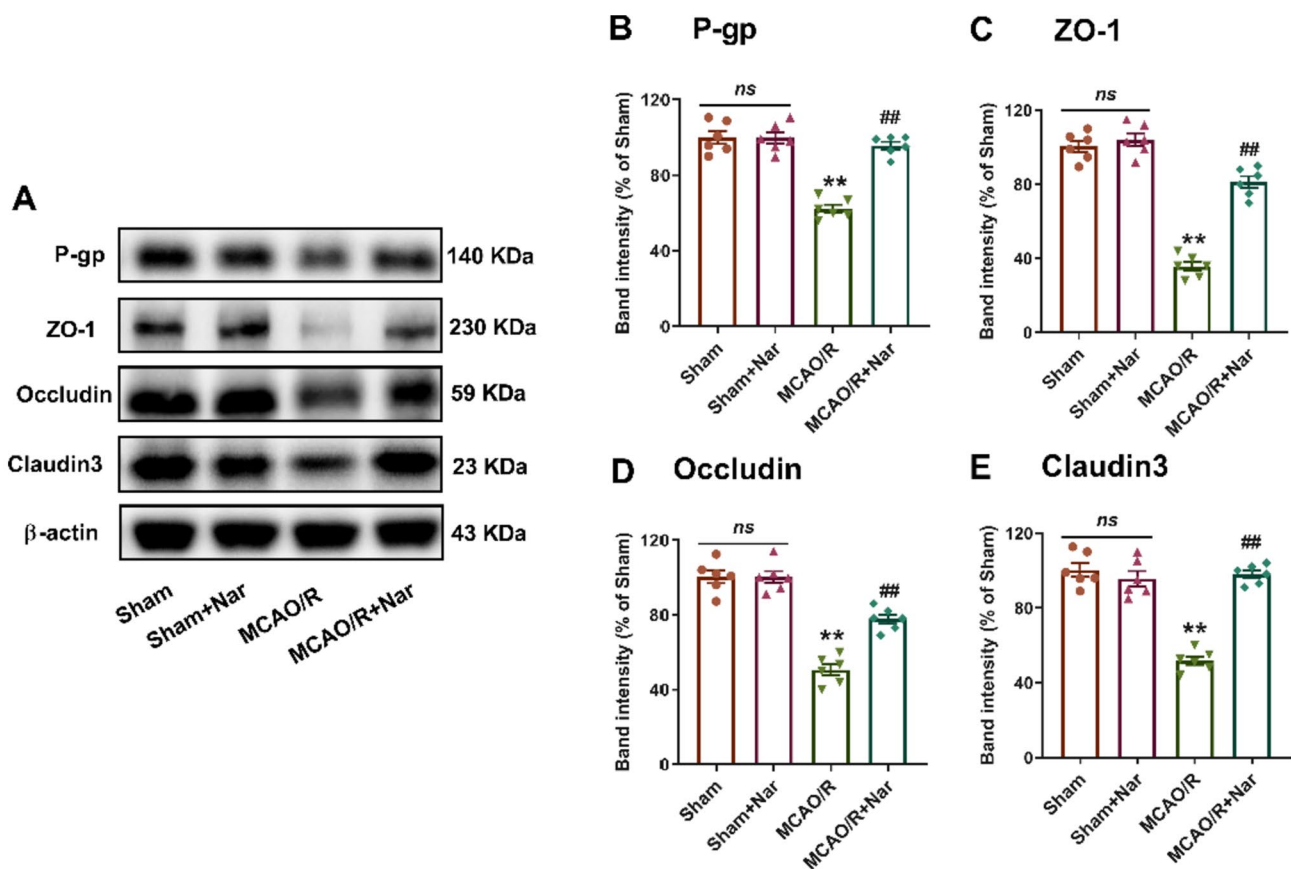 A
P-gp 140 KDa
ZO-1 230 KDa
Occludin 59 KDa
Claudin3 23 KDa
β-actin 43 KDa
Sham Sham+Nar MCAO/R MCAO/R+Nar
B P-gp
Band intensity (% of Sham)
120
80
40
0
ns
**
##
Sham Sham+Nar MCAO/R MCAO/R+Nar
C ZO-1
Band intensity (% of Sham)
120
80
40
0
ns
**
##
Sham Sham+Nar MCAO/R MCAO/R+Nar
D Occludin
Band intensity (% of Sham)
120
80
40
0
ns
**
##
Sham Sham+Nar MCAO/R MCAO/R+Nar
E Claudin3
Band intensity (% of Sham)
120
80
40
0
ns
**
##
Sham Sham+Nar MCAO/R MCAO/R+Nar